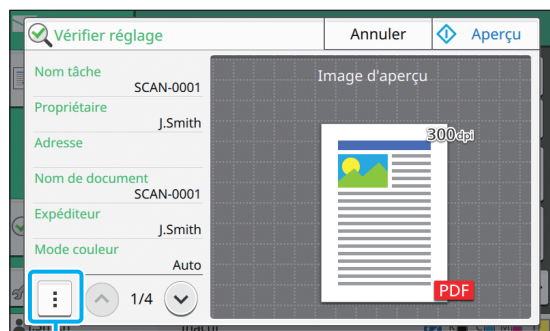 Vérifier réglage
Annuler
Aperçu
Nom tâche
SCAN-0001
Propriétaire
J.Smith
Adresse
Nom de document
SCAN-0001
Expéditeur
J.Smith
Mode couleur
Auto
1/4
Image d'aperçu
300dpi
PDF